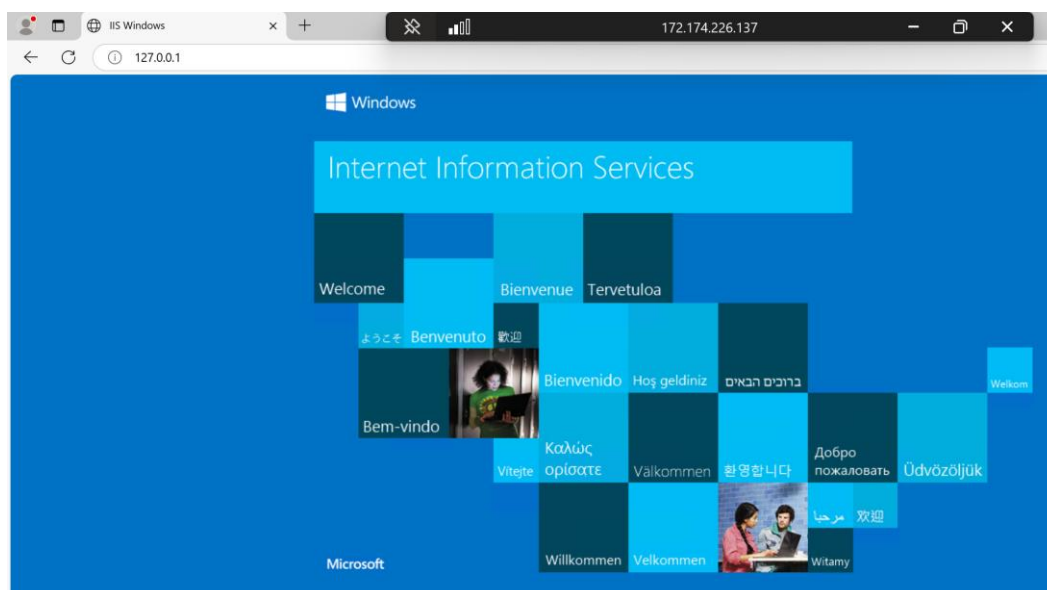 IIS Windows
172.174.226.137
127.0.0.1
Windows
Internet Information Services
Welcome
Bienvenue
Tervetuloa
ようこそ
Benvenuto
歡迎
Bienvenido
Hoş geldiniz
ברוכים הבאים
Welkom
Bem-vindo
Vítejte
Καλώς
ορίσατε
Välkommen
환영합니다
Добро
пожаловать
Üdvözöljük
مرحبا
欢迎
Microsoft
Willkommen
Velkommen
Witamy